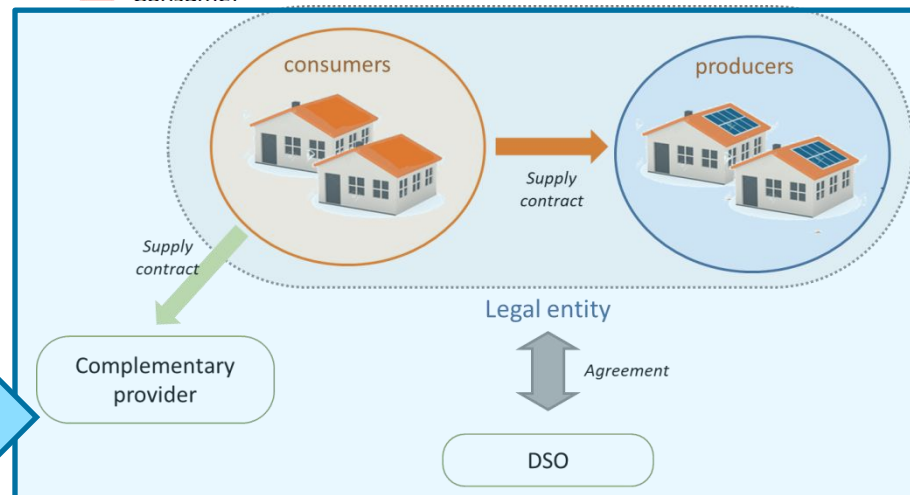 consumers
producers
Supply
contract
Supply
contract
Legal entity
Complementary
provider
Agreement
DSO